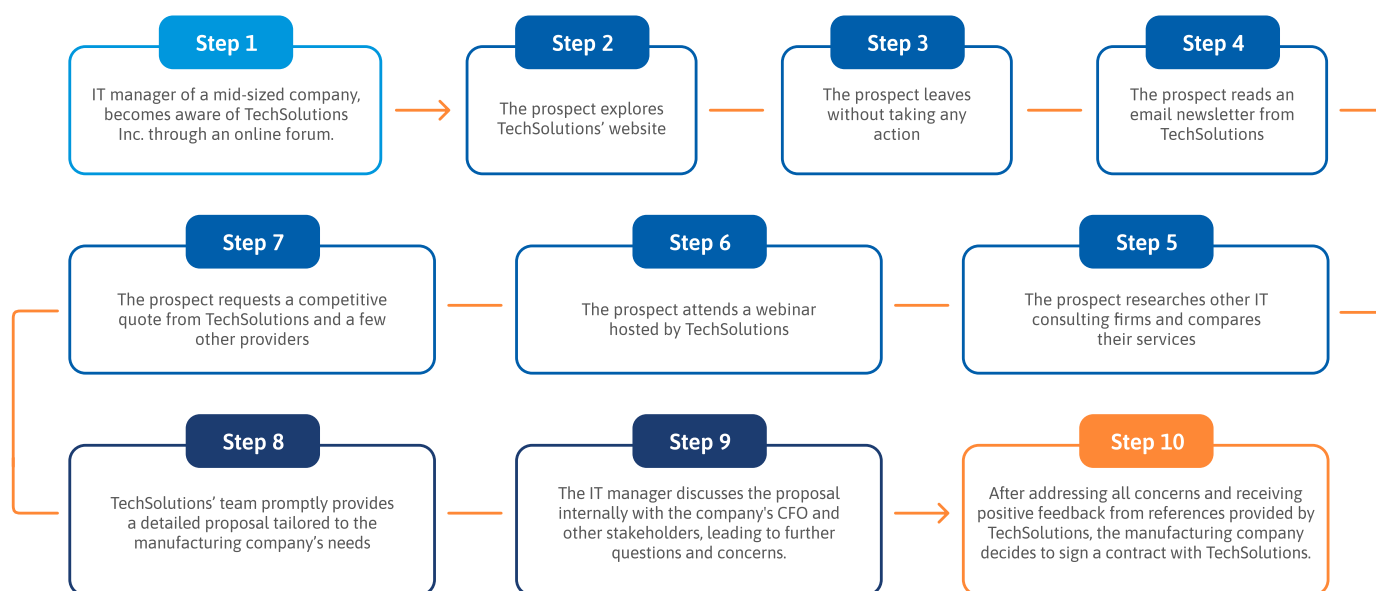 Step 1
IT manager of a mid-sized company,
becomes aware of TechSolutions
Inc. through an online forum.
Step 2
The prospect explores
TechSolutions’ website
Step 3
The prospect leaves
without taking any
action
Step 4
The prospect reads an
email newsletter from
TechSolutions
Step 7
The prospect requests a competitive
quote from TechSolutions and a few
other providers
Step 6
The prospect attends a webinar
hosted by TechSolutions
Step 5
The prospect researches other IT
consulting firms and compares
their services
Step 8
TechSolutions’ team promptly provides
a detailed proposal tailored to the
manufacturing company’s needs
Step 9
The IT manager discusses the proposal
internally with the company's CFO and
other stakeholders, leading to further
questions and concerns.
Step 10
After addressing all concerns and receiving
positive feedback from references provided by
TechSolutions, the manufacturing company
decides to sign a contract with TechSolutions.